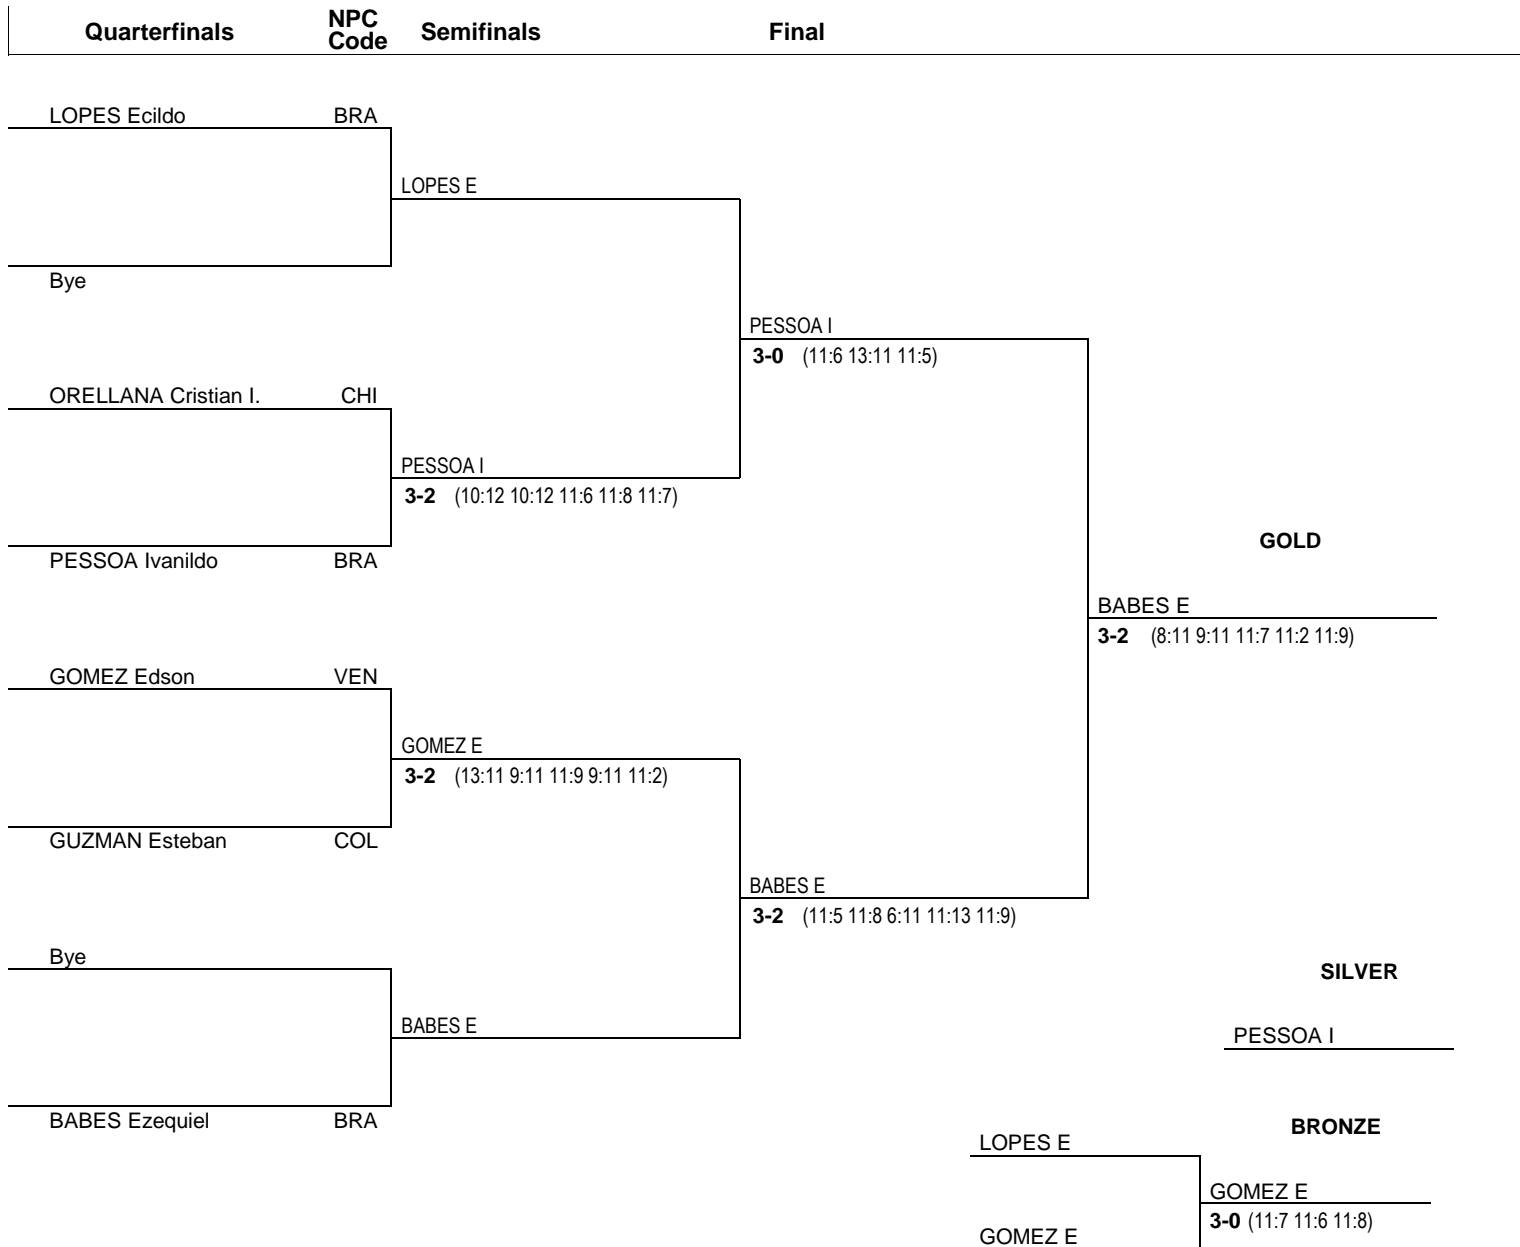 Quarterfinals NPC Code Semifinals Final
LOPES Ecildo BRA
LOPES E
Bye
PESSOA I
3-0 (11:6 13:11 11:5)
ORELLANA Cristian I. CHI
PESSOA I
3-2 (10:12 10:12 11:6 11:8 11:7)
GOLD
PESSOA Ivanildo BRA
BABES E
3-2 (8:11 9:11 11:7 11:2 11:9)
GOMEZ Edson VEN
GOMEZ E
3-2 (13:11 9:11 11:9 9:11 11:2)
GUZMAN Esteban COL
BABES E
3-2 (11:5 11:8 6:11 11:13 11:9)
Bye
SILVER
BABES E
PESSOA I
BABES Ezequiel BRA
BRONZE
LOPES E
GOMEZ E
3-0 (11:7 11:6 11:8)
GOMEZ E